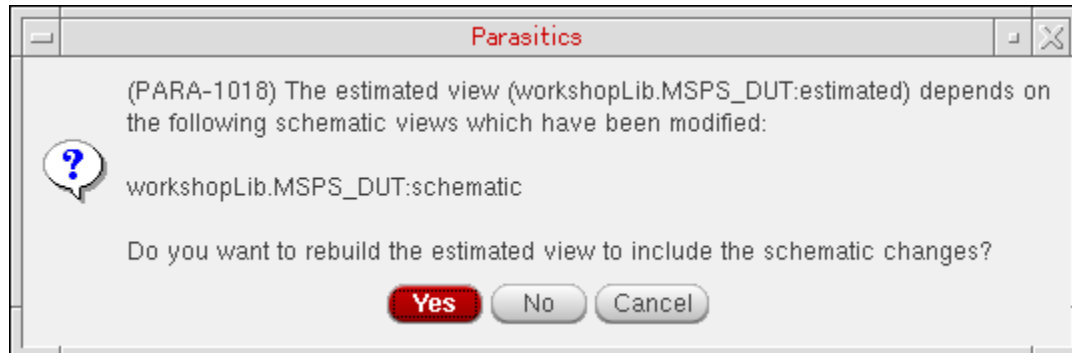 Parasitics
(PARA-1018) The estimated view (workshopLib.MSPS_DUT:estimated) depends on
the following schematic views which have been modified:
?
workshopLib.MSPS_DUT:schematic
Do you want to rebuild the estimated view to include the schematic changes?
Yes No Cancel